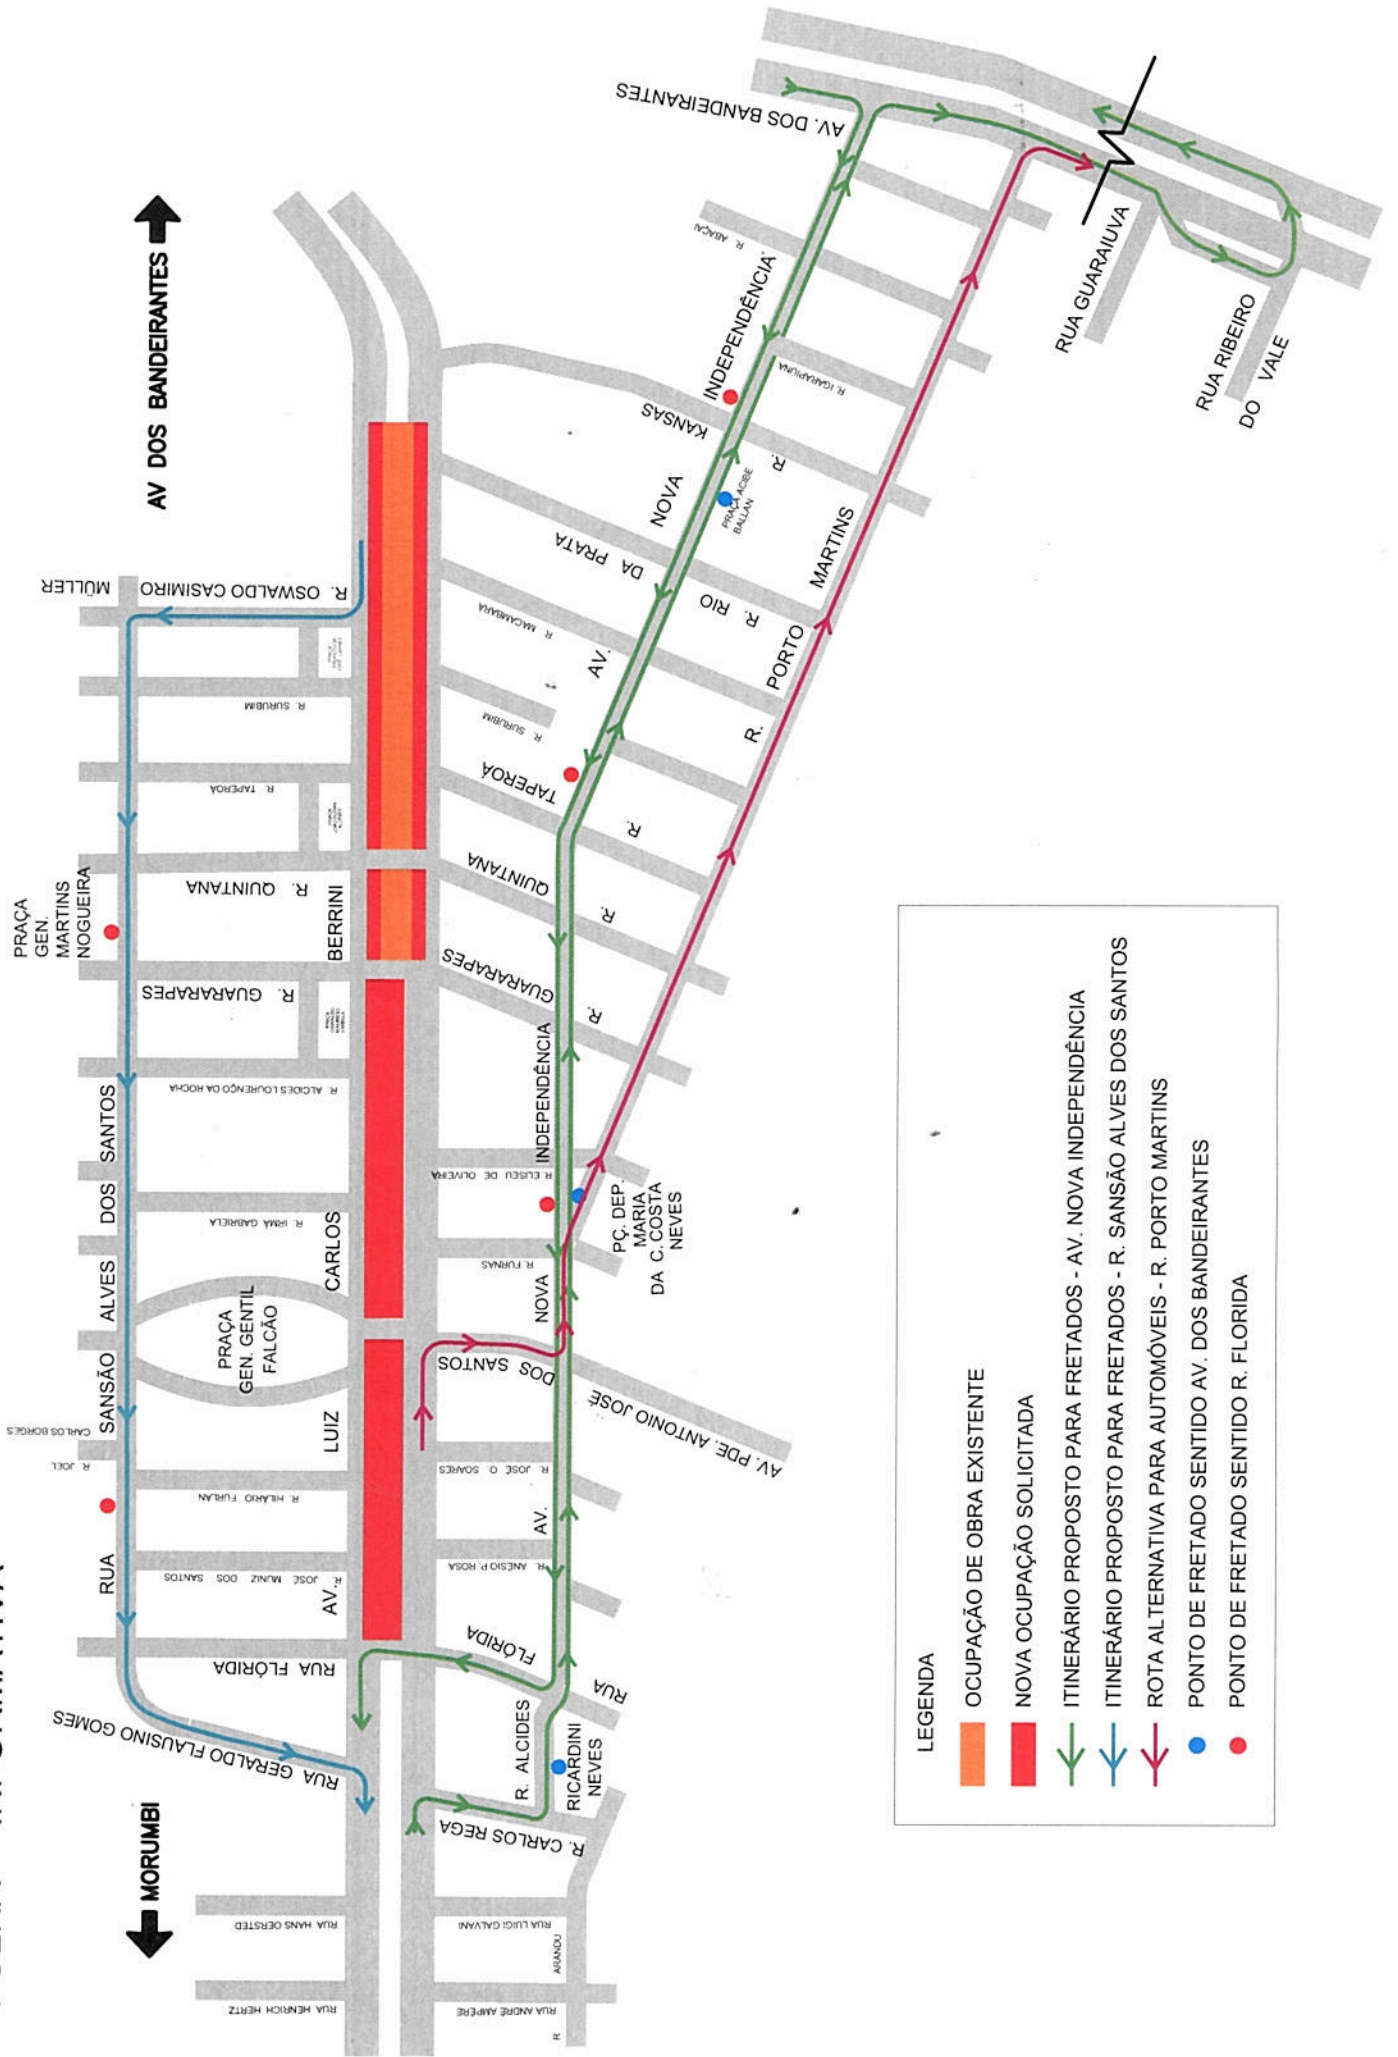 AV DOS BANDEIRANTES
MORUMBI
PRAÇA
GEN.
MARTINS
NOGUEIRA
RUA SANSÃO ALVES DOS SANTOS
R. JOEL
CARLOS BORGES
R. OSWALDO CASIMIRO MÜLLER
R. SURUBIM
R. TAPEROÁ
R. QUINTANA
R. GUARARAPES
R. ALCIDES LOURENÇO DA ROCHA
R. IRMÃ GABRIELA
PRAÇA
GEN. GENTIL
FALCÃO
R. HILÁRIO FURLAN
R. JOSÉ MUNIZ DOS SANTOS
RUA FLÓRIDA
RUA GERALDO FLAUSINO GOMES
RUA HANS OERSTED
RUA HENRICH HERTZ
AV. LUIZ CARLOS BERRINI
RUA LUIGI GALVANI
RUA ANDRÉ AMPÈRE
R ARANDU
R. CARLOS REGA
R. ALCIDES
RICARDINI
NEVES
RUA FLÓRIDA
R. ANÉSIO P. ROSA
R. JOSÉ O. SOARES
AV. PDE. ANTONIO JOSÉ DOS SANTOS
R. FURNAS
R. ELISEU DE OLIVEIRA
PÇ. DEP.
MARIA
DA C. COSTA
NEVES
AV. NOVA INDEPENDÊNCIA
R. GUARARAPES
R. QUINTANA
R. TAPEROÁ
R. SURUBIM
R. MACAMBARA
R. RIO DA PRATA
R. KANSAS
AV. NOVA INDEPENDÊNCIA
PRAÇA ACIBE
BALLAN
R. IGARAPIUNA
R. ABAÇAI
AV. DOS BANDEIRANTES
R. PORTO MARTINS
RUA GUARAIUVA
RUA RIBEIRO
DO VALE
LEGENDA
OCUPAÇÃO DE OBRA EXISTENTE
NOVA OCUPAÇÃO SOLICITADA
ITINERÁRIO PROPOSTO PARA FRETADOS - AV. NOVA INDEPENDÊNCIA
ITINERÁRIO PROPOSTO PARA FRETADOS - R. SANSÃO ALVES DOS SANTOS
ROTA ALTERNATIVA PARA AUTOMÓVEIS - R. PORTO MARTINS
PONTO DE FRETADO SENTIDO AV. DOS BANDEIRANTES
PONTO DE FRETADO SENTIDO R. FLORIDA